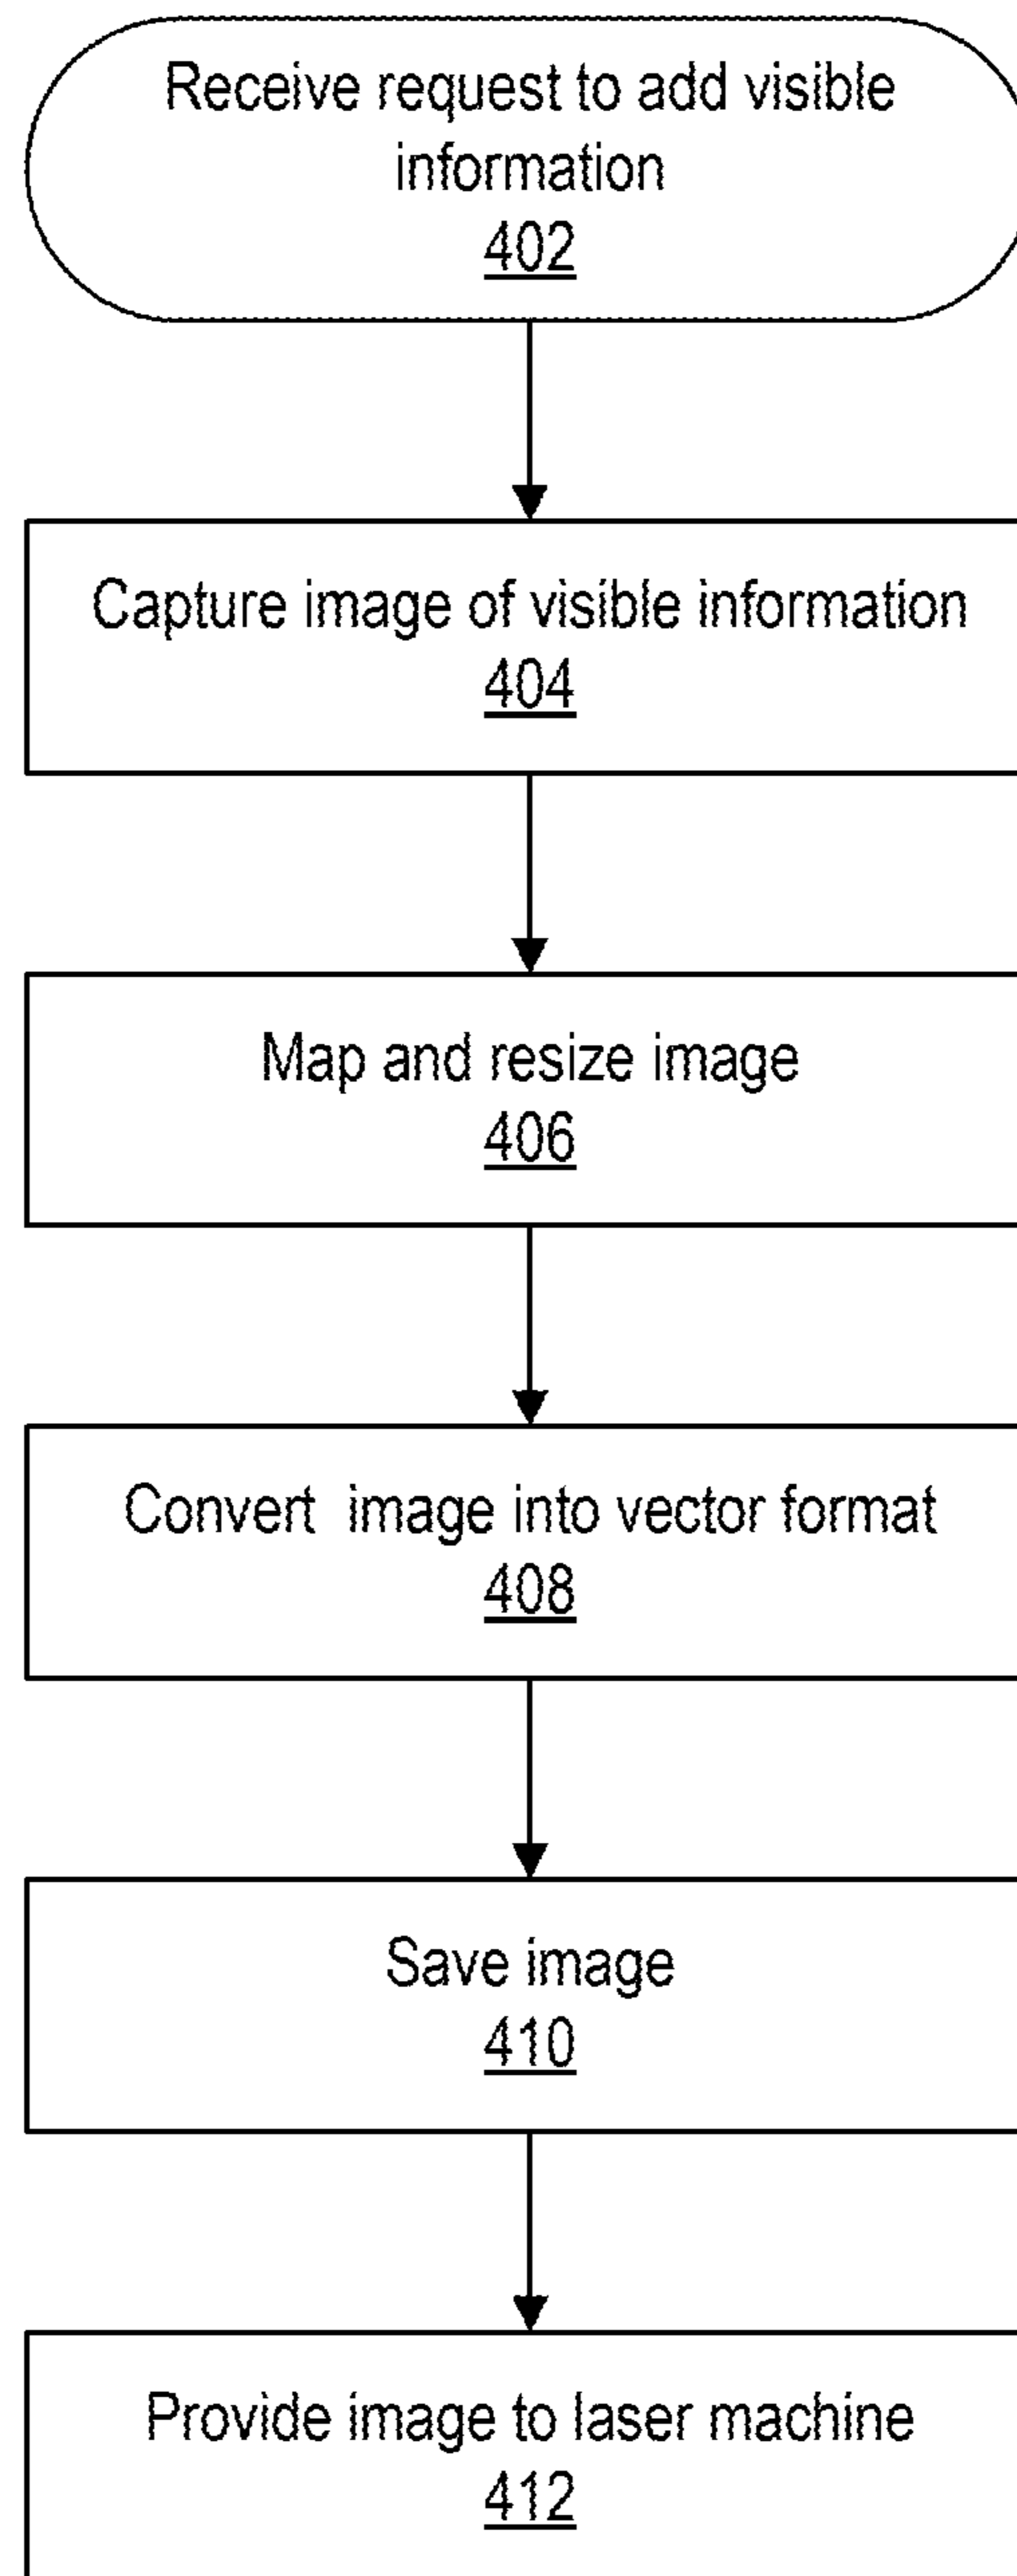 Receive request to add visible
information
402
Capture image of visible information
404
Map and resize image
406
Convert image into vector format
408
Save image
410
Provide image to laser machine
412